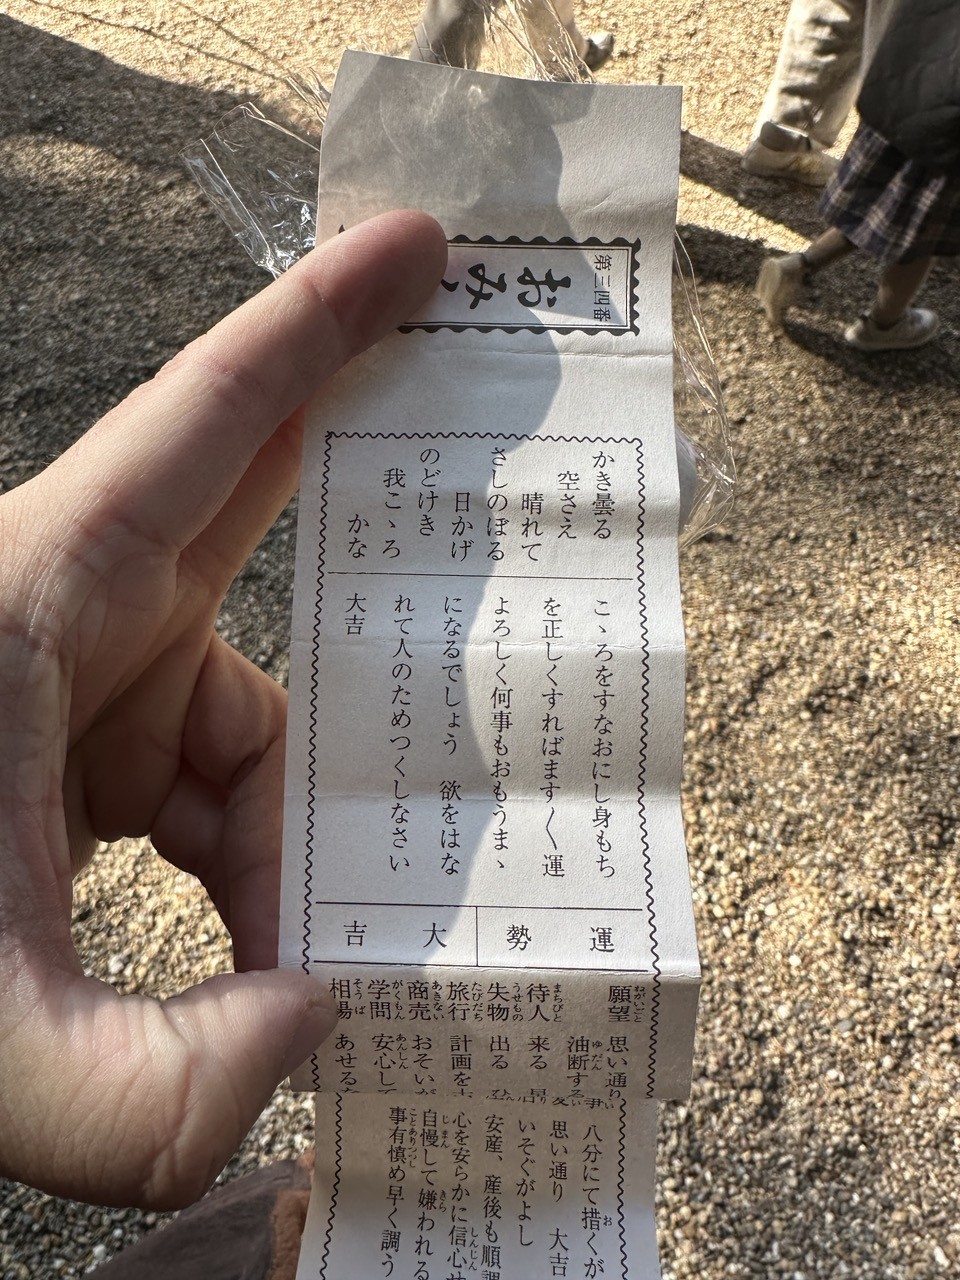 第三四番
おみ
かき曇る
空さえ
晴れて
さしのぼる
日かげ
のどけき
我こゝろ
かな
こゝろをすなおにし身もち
を正しくすればます〱運
よろしく何事もおもうまゝ
になるでしょう　欲をはな
れて人のためつくしなさい
大吉
運勢
大吉
願望 思い通り
油断する
待人 来る
失物 出る
旅行 計画を
商売 おそいが
学問 安心して
相場 あせるな
八分にて措くが
思い通り　大吉
いそぐがよし
安産、産後も順調
心を安らかに信心せ
自慢して嫌われる
事有慎め早く調う